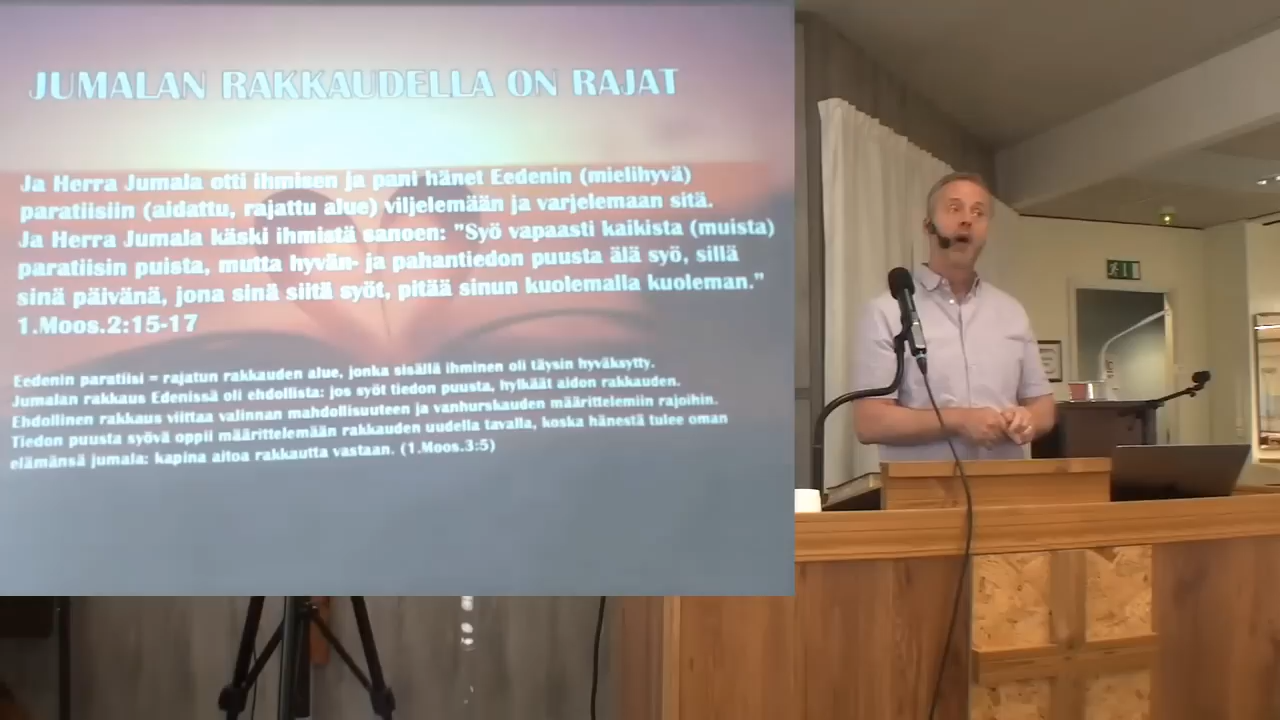 JUMALAN RAKKAUDELLA ON RAJAT
Ja Herra Jumala otti ihmisen ja pani hänet Eedenin (mielihyvä)
paratiisiin (aidattu, rajattu alue) viljelemään ja varjelemaan sitä.
Ja Herra Jumala käski ihmistä sanoen: "Syö vapaasti kaikista (muista)
paratiisin puista, mutta hyvän- ja pahantiedon puusta älä syö, sillä
sinä päivänä, jona sinä siitä syöt, pitää sinun kuolemalla kuoleman."
1.Moos.2:15-17
Eedenin paratiisi = rajatun rakkauden alue, jonka sisällä ihminen oli täysin hyväksytty.
Jumalan rakkaus Edenissä oli ehdollista: jos syöt tiedon puusta, hylkäät aidon rakkauden.
Ehdollinen rakkaus viittaa valinnan mahdollisuuteen ja vanhurskauden määrittelemiin rajoihin.
Tiedon puusta syövä oppii määrittelemään rakkauden uudella tavalla, koska hänestä tulee oman
elämänsä jumala: kapina aitoa rakkautta vastaan. (1.Moos.3:5)